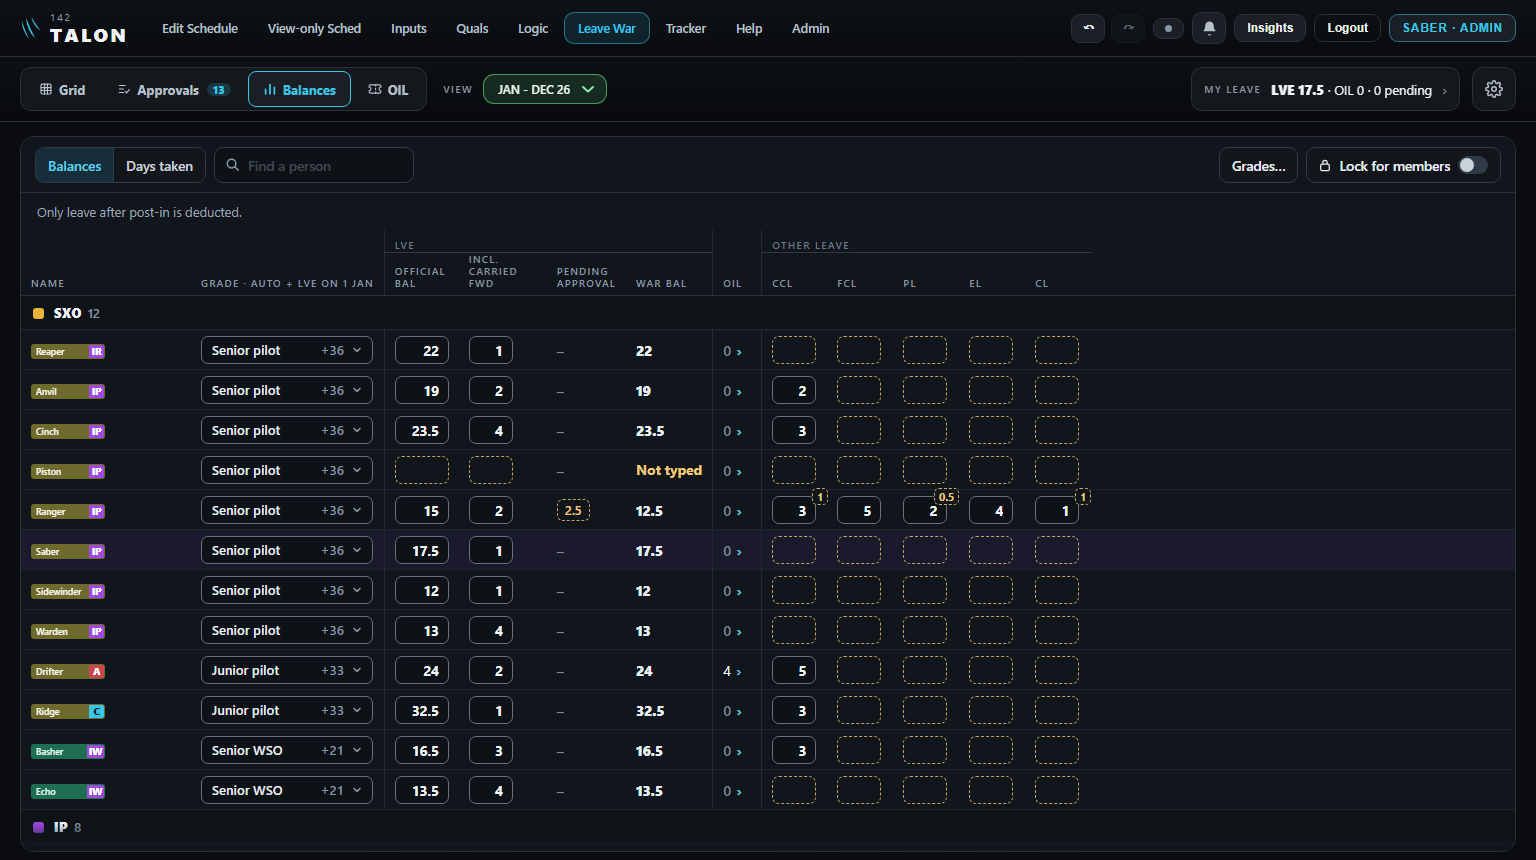 142
TALON
Edit Schedule
View-only Sched
Inputs
Quals
Logic
Leave War
Tracker
Help
Admin
Insights
Logout
SABER · ADMIN
Grid
Approvals 13
Balances
OIL
VIEW
JAN - DEC 26
MY LEAVE LVE 17.5 · OIL 0 · 0 pending ›
Balances
Days taken
Find a person
Grades...
Lock for members
Only leave after post-in is deducted.
LVE
OTHER LEAVE
NAME
GRADE · AUTO + LVE ON 1 JAN
OFFICIAL BAL
INCL. CARRIED FWD
PENDING APPROVAL
WAR BAL
OIL
CCL
FCL
PL
EL
CL
SXO 12
Reaper IR Senior pilot +36 22 1 – 22 0 ›
Anvil IP Senior pilot +36 19 2 – 19 0 › 2
Cinch IP Senior pilot +36 23.5 4 – 23.5 0 › 3
Piston IP Senior pilot +36 – Not typed 0 ›
Ranger IP Senior pilot +36 15 2 2.5 12.5 0 › 3 1 5 2 0.5 4 1 1
Saber IP Senior pilot +36 17.5 1 – 17.5 0 ›
Sidewinder IP Senior pilot +36 12 1 – 12 0 ›
Warden IP Senior pilot +36 13 4 – 13 0 ›
Drifter A Junior pilot +33 24 2 – 24 4 › 5
Ridge C Junior pilot +33 32.5 1 – 32.5 0 › 3
Basher IW Senior WSO +21 16.5 3 – 16.5 0 › 3
Echo IW Senior WSO +21 13.5 4 – 13.5 0 ›
IP 8